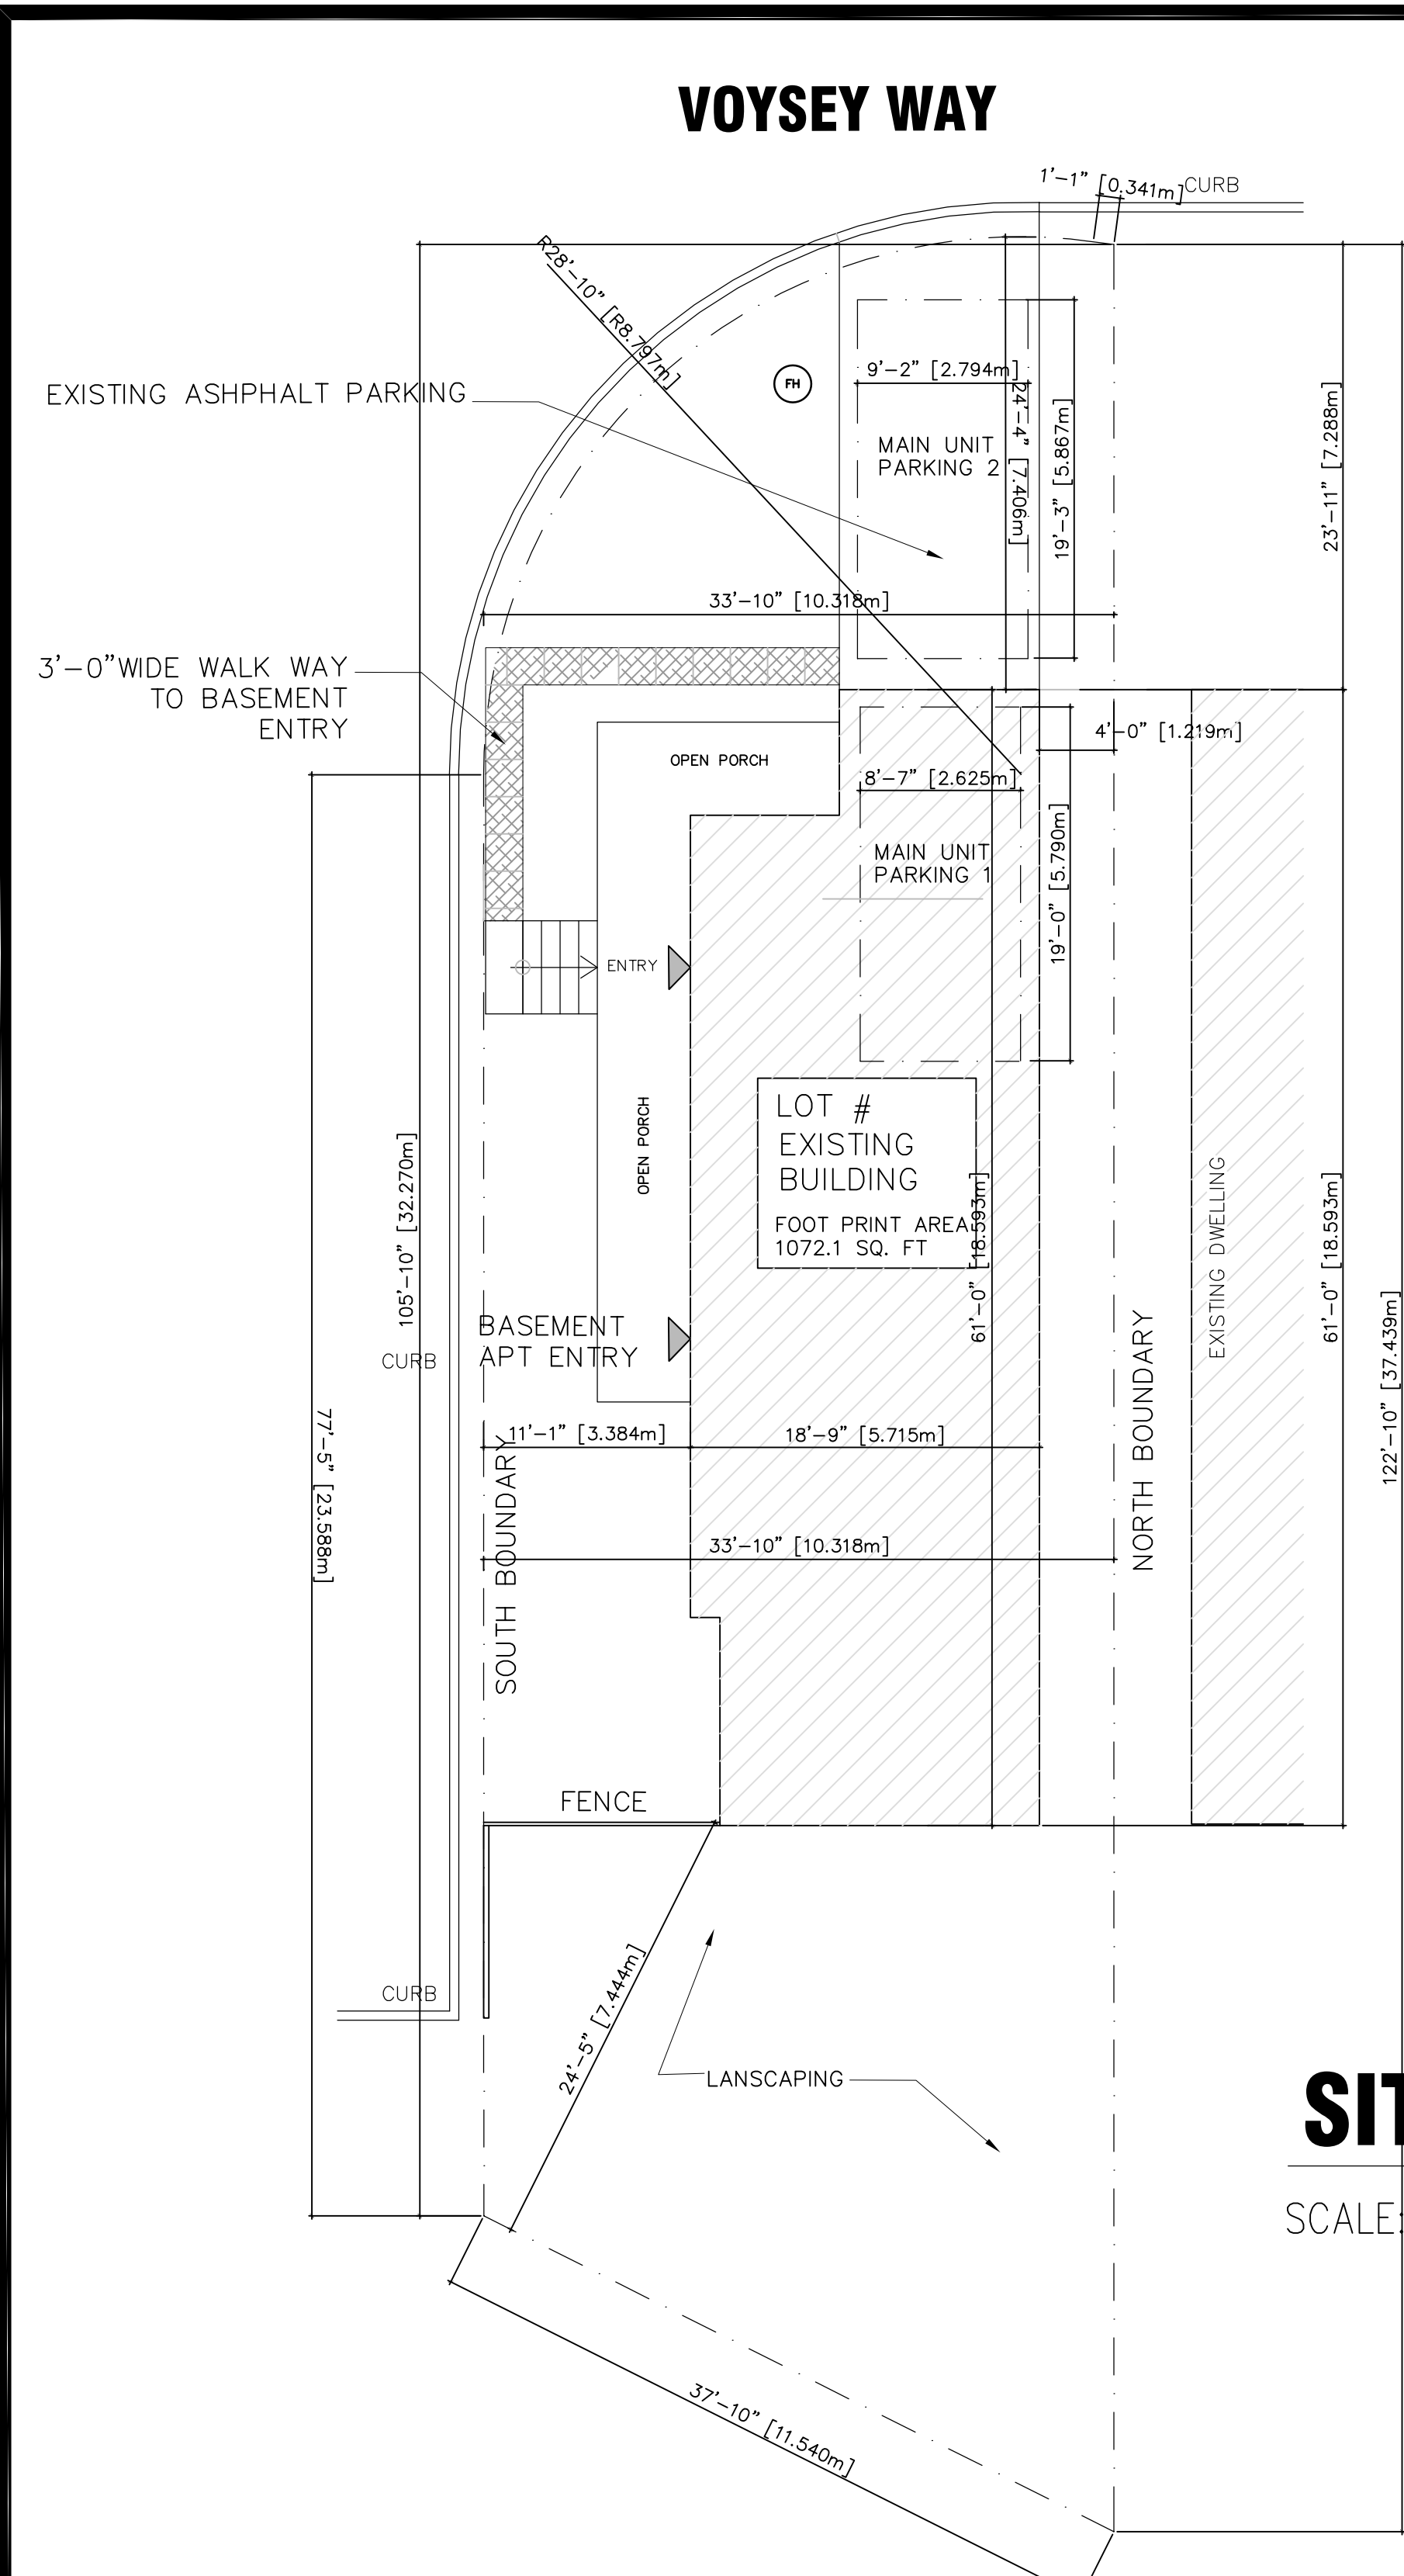 VOYSEY WAY
1'-1" [0.341m]
CURB
R28'-10" [R8.797m]
EXISTING ASHPHALT PARKING
FH
9'-2" [2.794m]
MAIN UNIT
PARKING 2
24'-4" [7.406m]
19'-3" [5.867m]
23'-11" [7.288m]
33'-10" [10.318m]
3'-0"WIDE WALK WAY
TO BASEMENT
ENTRY
OPEN PORCH
4'-0" [1.219m]
8'-7" [2.625m]
MAIN UNIT
PARKING 1
19'-0" [5.790m]
ENTRY
OPEN PORCH
LOT #
EXISTING
BUILDING
FOOT PRINT AREA
1072.1 SQ. FT
61'-0" [18.593m]
105'-10" [32.270m]
EXISTING DWELLING
61'-0" [18.593m]
122'-10" [37.439m]
BASEMENT
APT ENTRY
CURB
77'-5" [23.588m]
11'-1" [3.384m]
18'-9" [5.715m]
NORTH BOUNDARY
SOUTH BOUNDARY
33'-10" [10.318m]
FENCE
CURB
24'-5" [7.444m]
LANSCAPING
SIT
SCALE:
37'-10" [11.540m]